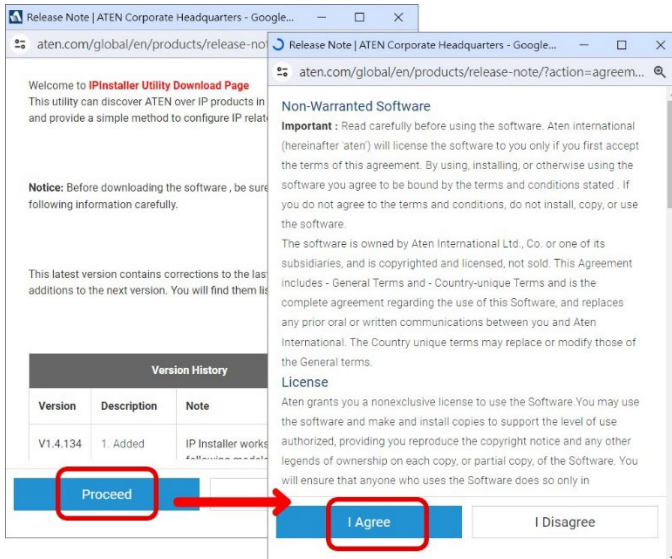 Release Note | ATEN Corporate Headquarters - Google...
aten.com/global/en/products/release-no
Welcome to IPInstaller Utility Download Page
This utility can discover ATEN over IP products in
and provide a simple method to configure IP relat
Notice: Before downloading the software , be sure
following information carefully.
This latest version contains corrections to the las
additions to the next version. You will find them lis
Version History
Version Description Note
V1.4.134 1. Added IP Installer works
following models
Proceed
Release Note | ATEN Corporate Headquarters - Google...
aten.com/global/en/products/release-note/?action=agreem...
Non-Warranted Software
Important : Read carefully before using the software. Aten international
(hereinafter 'aten') will license the software to you only if you first accept
the terms of this agreement. By using, installing, or otherwise using the
software you agree to be bound by the terms and conditions stated . If
you do not agree to the terms and conditions, do not install, copy, or use
the software.
The software is owned by Aten International Ltd., Co. or one of its
subsidiaries, and is copyrighted and licensed, not sold. This Agreement
includes - General Terms and - Country-unique Terms and is the
complete agreement regarding the use of this Software, and replaces
any prior oral or written communications between you and Aten
International. The Country unique terms may replace or modify those of
the General terms.
License
Aten grants you a nonexclusive license to use the Software.You may use
the software and make and install copies to support the level of use
authorized, providing you reproduce the copyright notice and any other
legends of ownership on each copy, or partial copy, of the Software. You
will ensure that anyone who uses the Software does so only in
I Agree
I Disagree